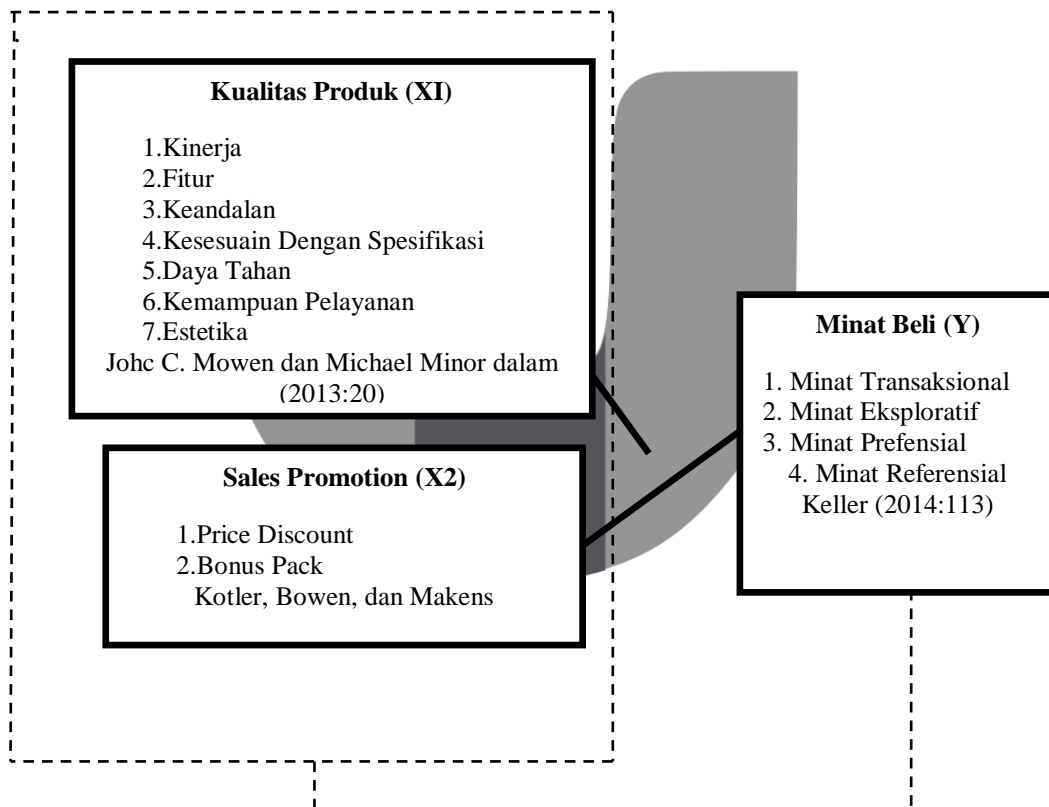 Kualitas Produk (XI)
1.Kinerja
2.Fitur
3.Keandalan
4.Kesesuain Dengan Spesifikasi
5.Daya Tahan
6.Kemampuan Pelayanan
7.Estetika
Johc C. Mowen dan Michael Minor dalam
(2013:20)
Sales Promotion (X2)
1.Price Discount
2.Bonus Pack
Kotler, Bowen, dan Makens
Minat Beli (Y)
1. Minat Transaksional
2. Minat Eksploratif
3. Minat Prefensial
4. Minat Referensial
Keller (2014:113)